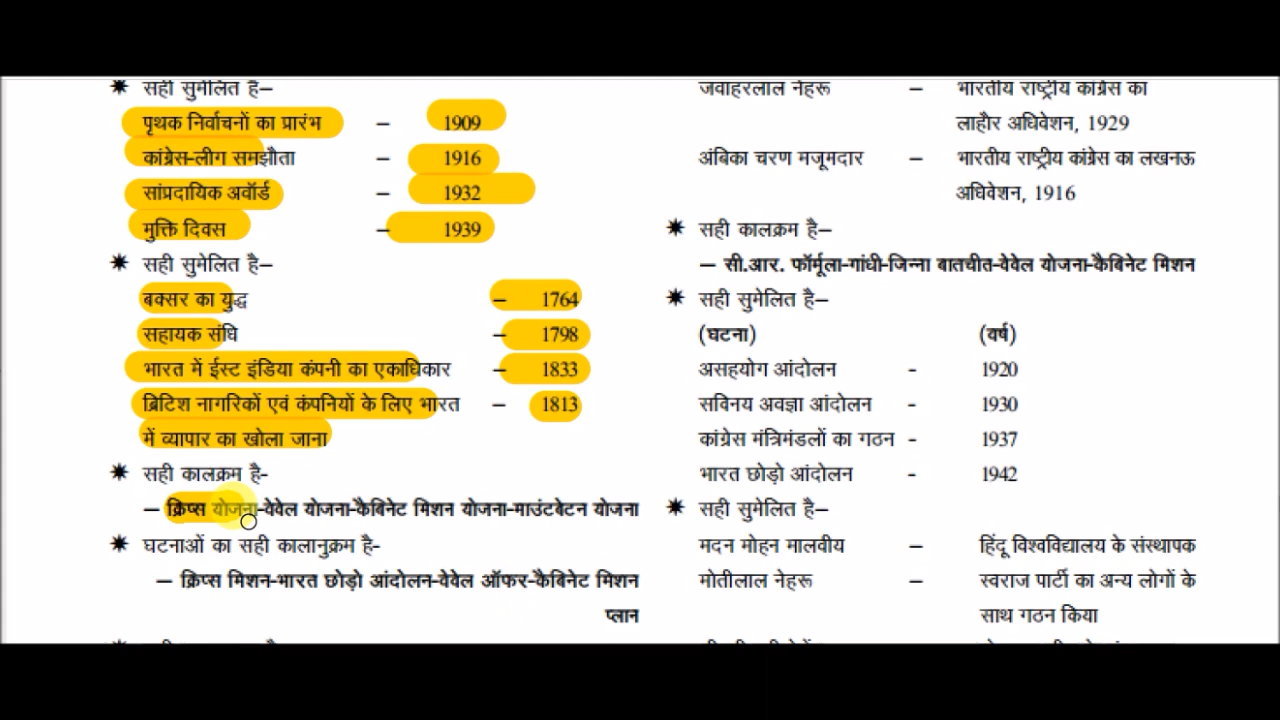 ✷ सही सुमेलित है–
पृथक निर्वाचनों का प्रारंभ – 1909
कांग्रेस-लीग समझौता – 1916
सांप्रदायिक अवॉर्ड – 1932
मुक्ति दिवस – 1939
✷ सही सुमेलित है–
बक्सर का युद्ध – 1764
सहायक संधि – 1798
भारत में ईस्ट इंडिया कंपनी का एकाधिकार – 1833
ब्रिटिश नागरिकों एवं कंपनियों के लिए भारत – 1813
में व्यापार का खोला जाना
✷ सही कालक्रम है-
– क्रिप्स योजना-वेवेल योजना-कैबिनेट मिशन योजना-माउंटबेटन योजना
✷ घटनाओं का सही कालानुक्रम है-
– क्रिप्स मिशन-भारत छोड़ो आंदोलन-वेवेल ऑफर-कैबिनेट मिशन
प्लान
जवाहरलाल नेहरू – भारतीय राष्ट्रीय कांग्रेस का
लाहौर अधिवेशन, 1929
अंबिका चरण मजूमदार – भारतीय राष्ट्रीय कांग्रेस का लखनऊ
अधिवेशन, 1916
✷ सही कालक्रम है–
– सी.आर. फॉर्मूला-गांधी-जिन्ना बातचीत-वेवेल योजना-कैबिनेट मिशन
✷ सही सुमेलित है–
(घटना) (वर्ष)
असहयोग आंदोलन - 1920
सविनय अवज्ञा आंदोलन - 1930
कांग्रेस मंत्रिमंडलों का गठन - 1937
भारत छोड़ो आंदोलन - 1942
✷ सही सुमेलित है–
मदन मोहन मालवीय – हिंदू विश्वविद्यालय के संस्थापक
मोतीलाल नेहरू – स्वराज पार्टी का अन्य लोगों के
साथ गठन किया